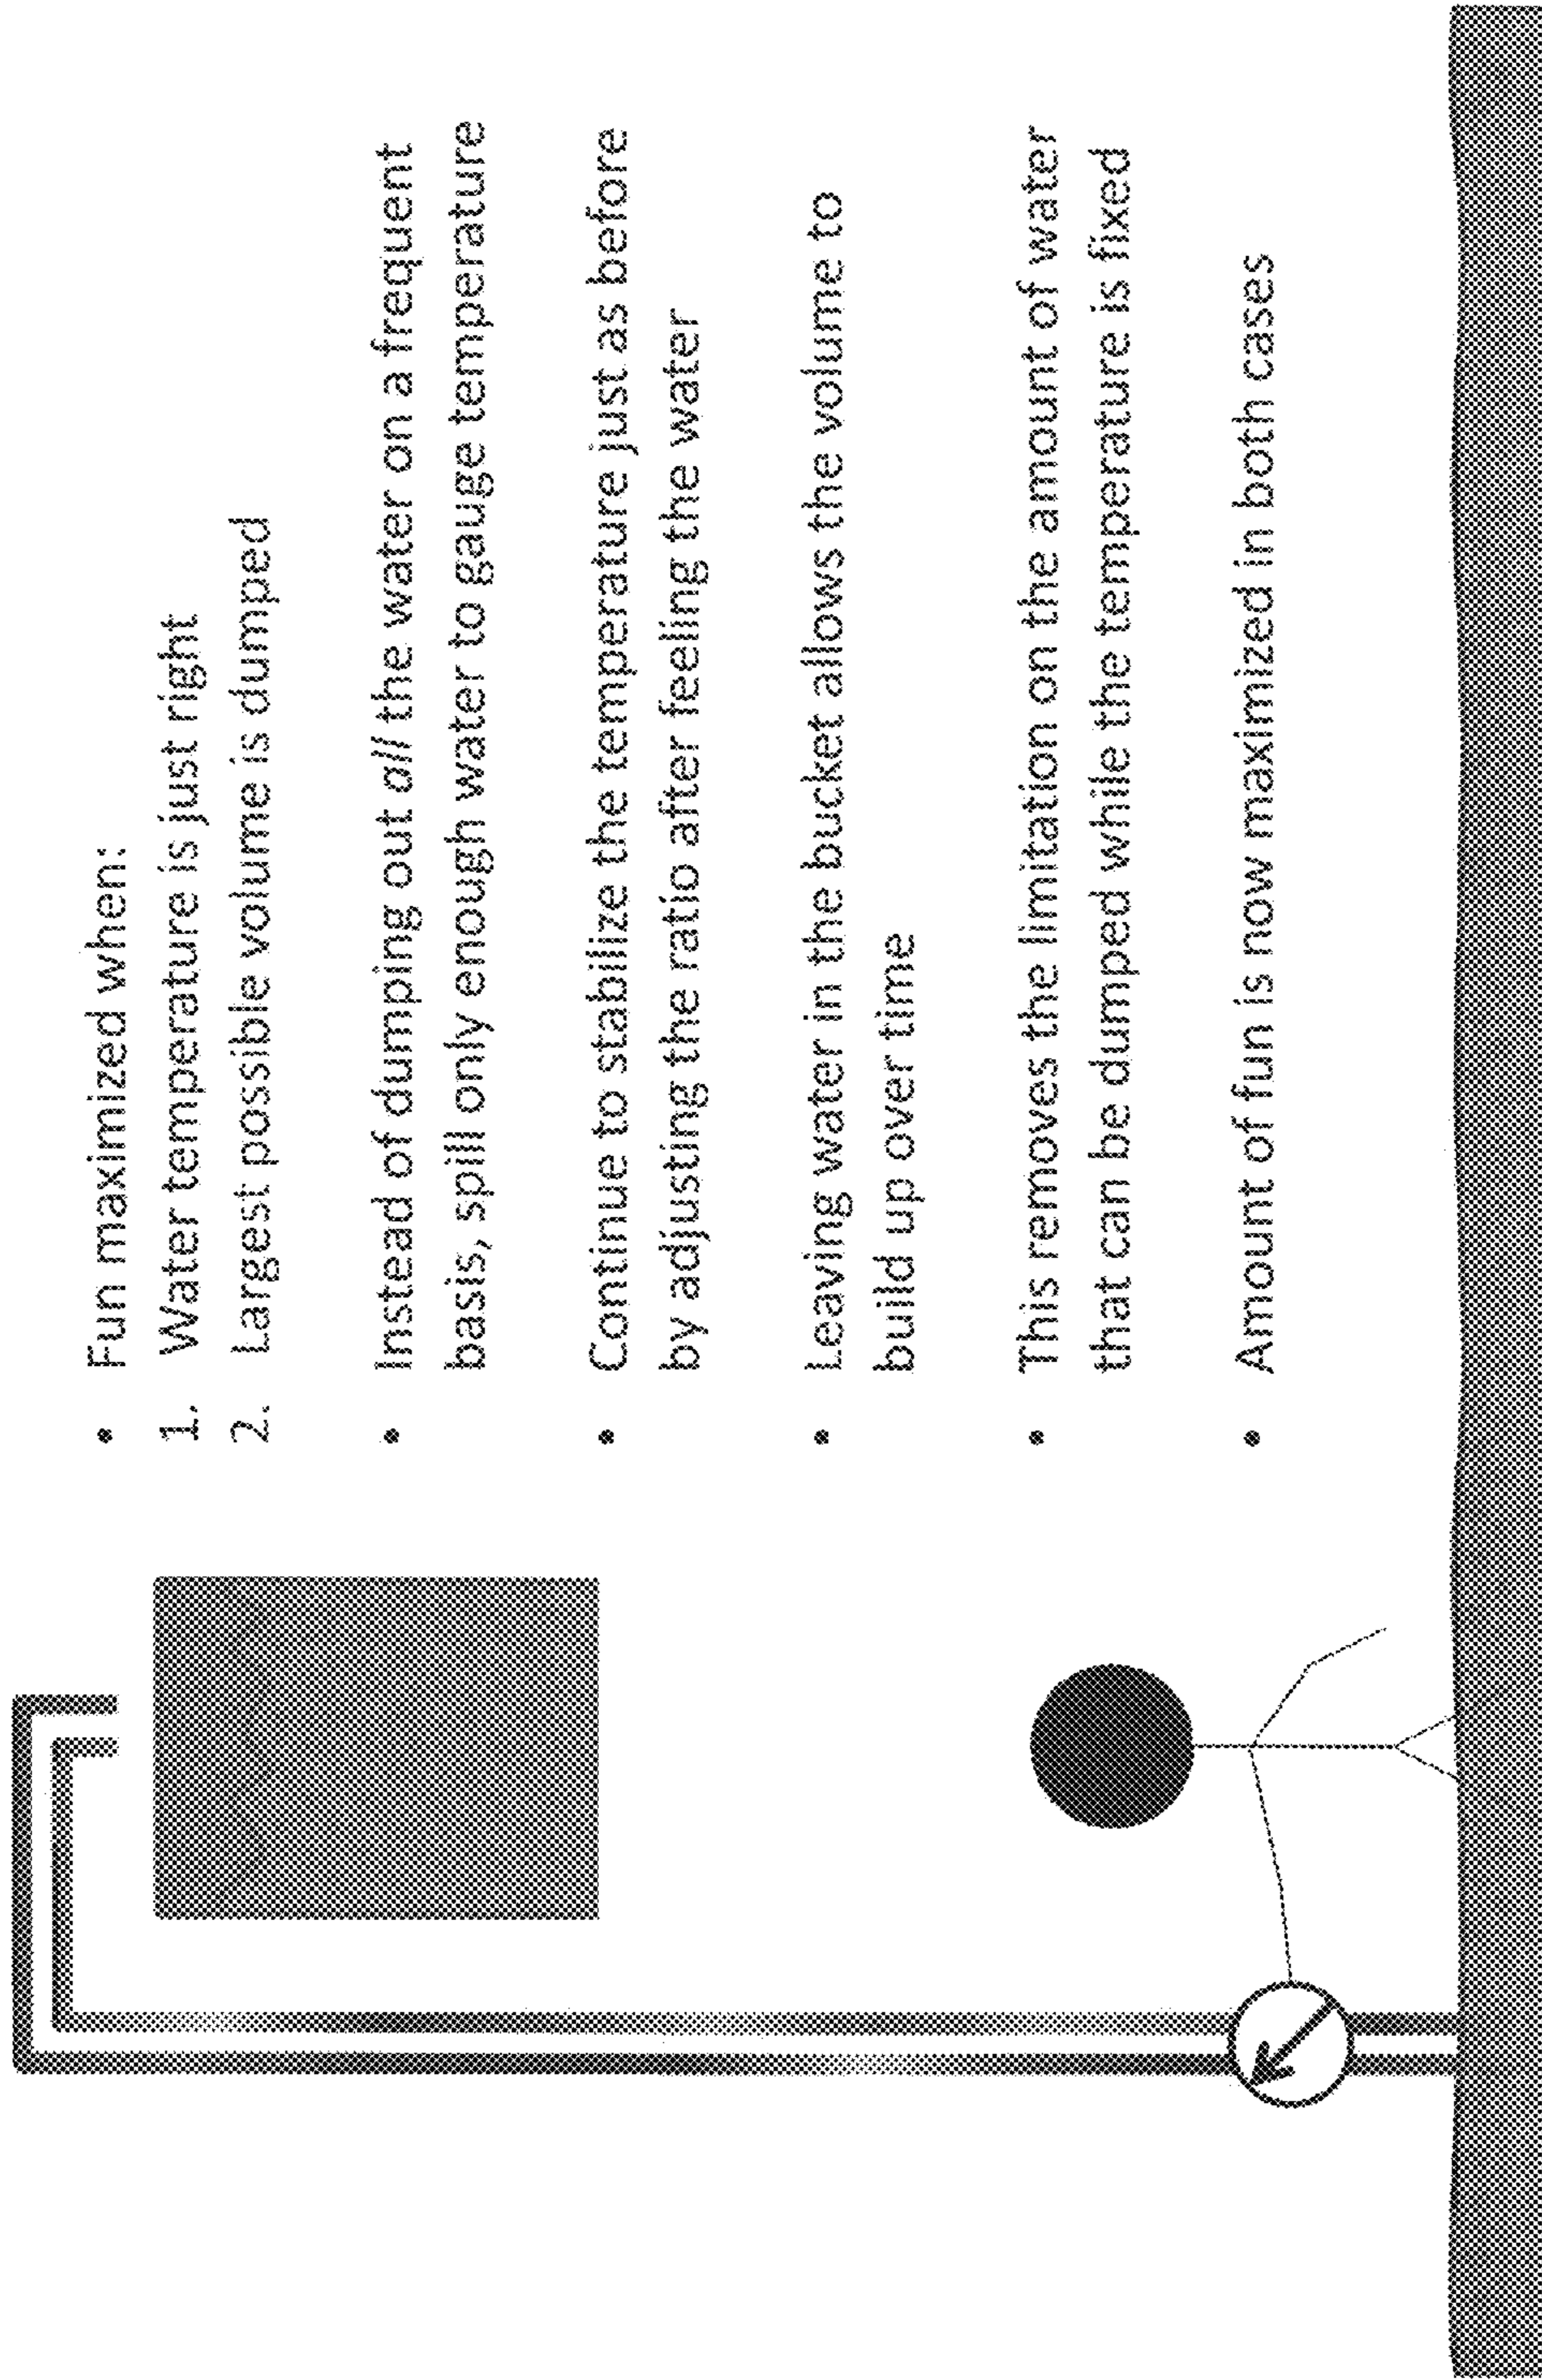 • Fun maximized when:
1. Water temperature is just right
2. Largest possible volume is dumped
• Instead of dumping out all the water on a frequent
basis, spill only enough water to gauge temperature
• Continue to stabilize the temperature just as before
by adjusting the ratio after feeling the water
• Leaving water in the bucket allows the volume to
build up over time
• This removes the limitation on the amount of water
that can be dumped while the temperature is fixed
• Amount of fun is now maximized in both cases